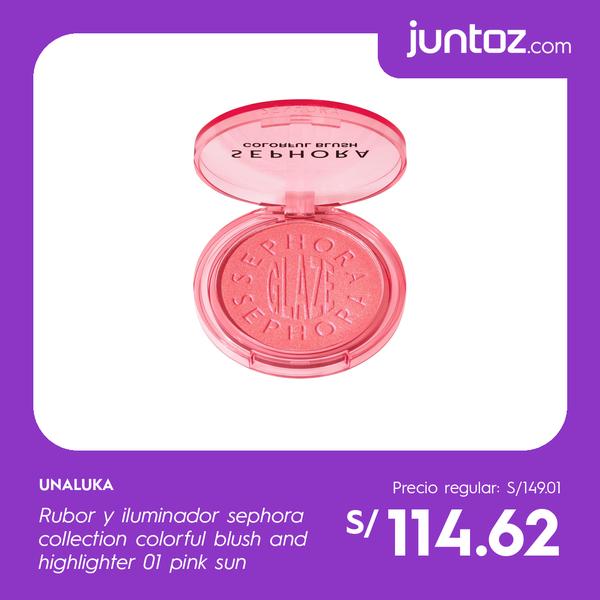 juntoz.com
COLORFUL BLUSH
SEPHORA
SEPHORA
GLAZE
SEPHORA
UNALUKA
Precio regular: S/149.01
Rubor y iluminador sephora
collection colorful blush and
highlighter 01 pink sun
S/114.62